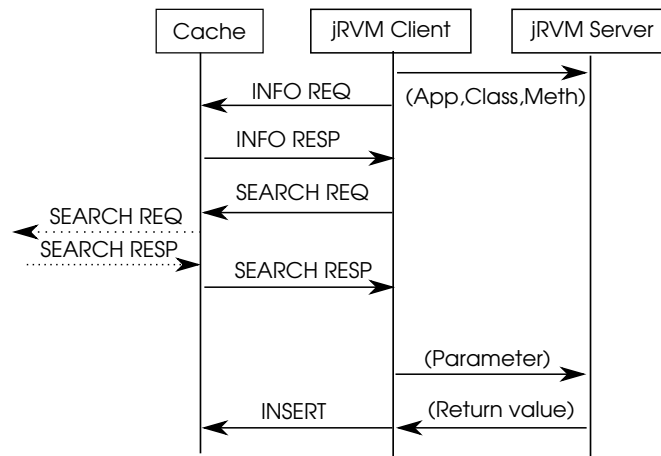 Cache
jRVM Client
jRVM Server
INFO REQ
(App,Class,Meth)
INFO RESP
SEARCH REQ
SEARCH REQ
SEARCH RESP
SEARCH RESP
(Parameter)
INSERT
(Return value)